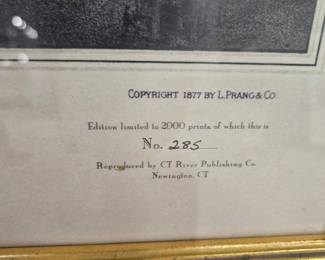 COPYRIGHT 1877 BY L. PRANG & CO.
Edition limited to 2000 prints of which this is
No. 285
Reproduced by CT River Publishing Co.
Newington, CT